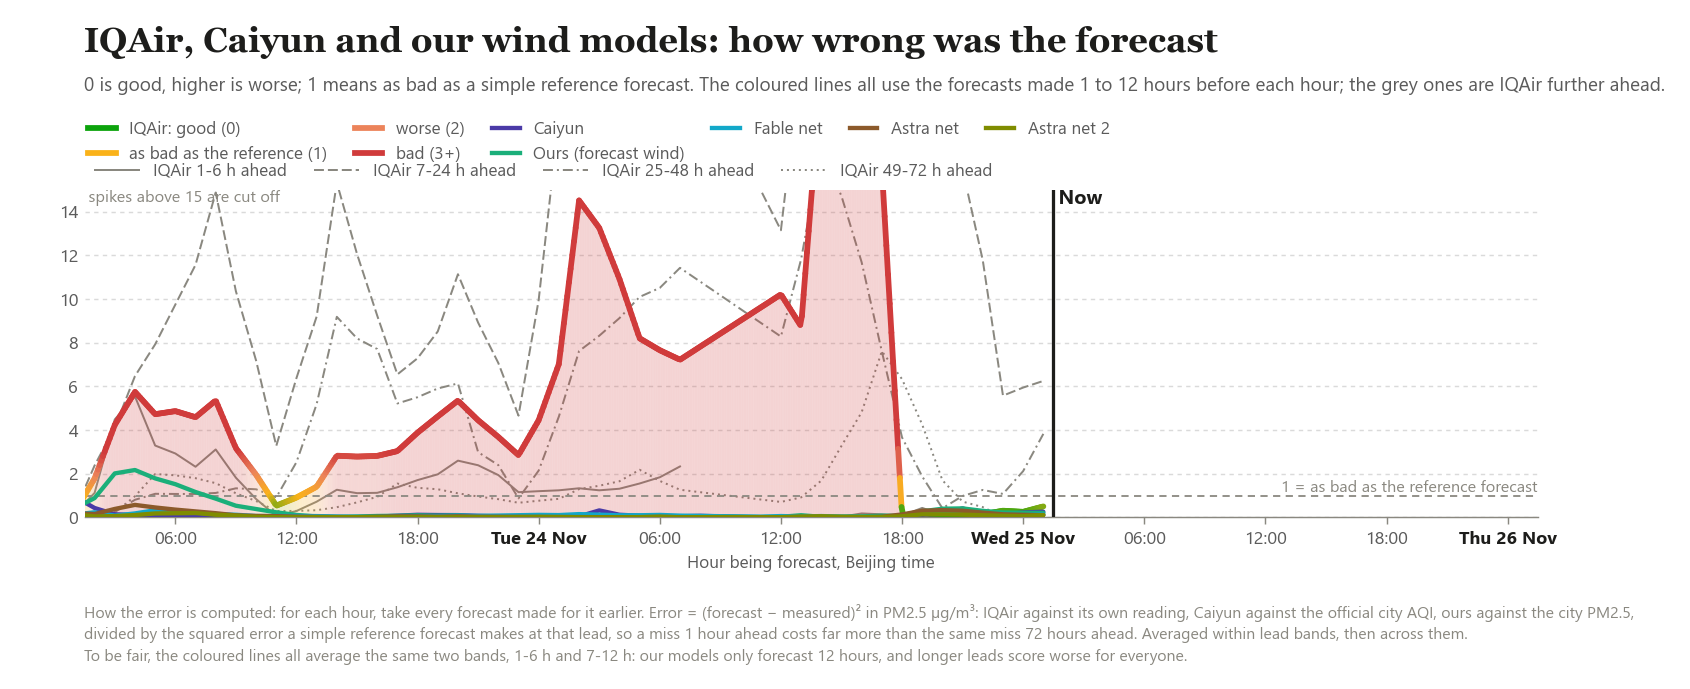 IQAir, Caiyun and our wind models: how wrong was the forecast
0 is good, higher is worse; 1 means as bad as a simple reference forecast. The coloured lines all use the forecasts made 1 to 12 hours before each hour; the grey ones are IQAir further ahead.
IQAir: good (0) worse (2) Caiyun Fable net Astra net Astra net 2
as bad as the reference (1) bad (3+) Ours (forecast wind)
IQAir 1-6 h ahead IQAir 7-24 h ahead IQAir 25-48 h ahead IQAir 49-72 h ahead
spikes above 15 are cut off
Now
14
12
10
8
6
4
2
1 = as bad as the reference forecast
0
06:00 12:00 18:00 Tue 24 Nov 06:00 12:00 18:00 Wed 25 Nov 06:00 12:00 18:00 Thu 26 Nov
Hour being forecast, Beijing time
How the error is computed: for each hour, take every forecast made for it earlier. Error = (forecast − measured)² in PM2.5 µg/m³: IQAir against its own reading, Caiyun against the official city AQI, ours against the city PM2.5,
divided by the squared error a simple reference forecast makes at that lead, so a miss 1 hour ahead costs far more than the same miss 72 hours ahead. Averaged within lead bands, then across them.
To be fair, the coloured lines all average the same two bands, 1-6 h and 7-12 h: our models only forecast 12 hours, and longer leads score worse for everyone.